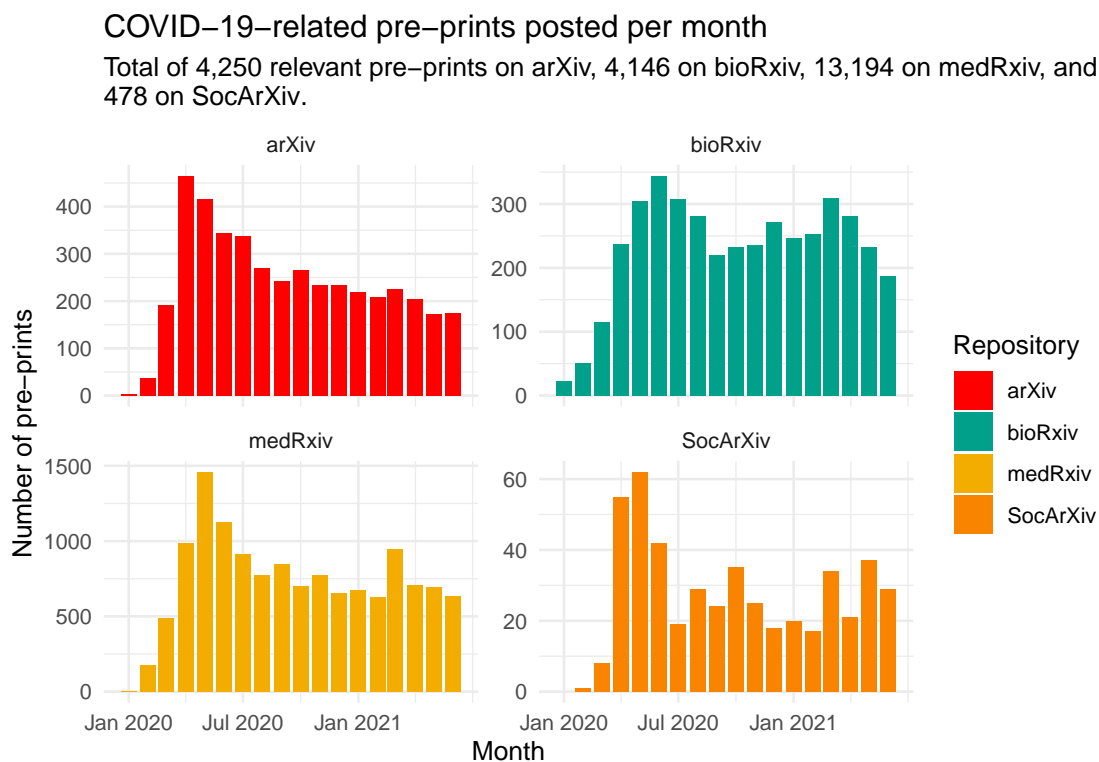 COVID−19−related pre−prints posted per month
Total of 4,250 relevant pre−prints on arXiv, 4,146 on bioRxiv, 13,194 on medRxiv, and
478 on SocArXiv.
arXiv
bioRxiv
400
300
200
100
0
300
200
100
0
medRxiv
SocArXiv
1500
1000
500
0
60
40
20
0
Jan 2020 Jul 2020 Jan 2021
Jan 2020 Jul 2020 Jan 2021
Month
Number of pre−prints
Repository
arXiv
bioRxiv
medRxiv
SocArXiv